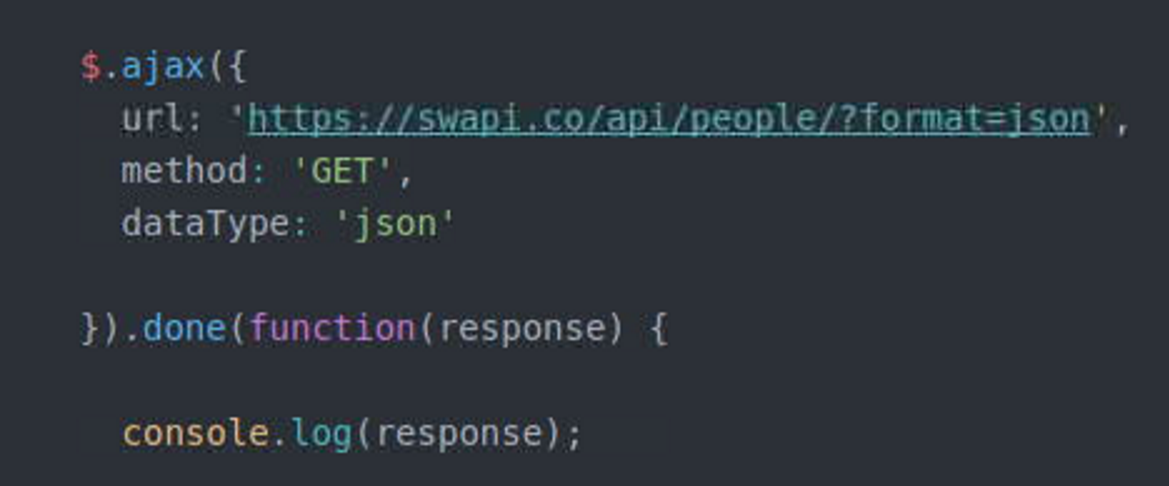 $.ajax({
url: 'https://swapi.co/api/people/?format=json',
method: 'GET',
dataType: 'json'
}).done(function(response) {
console.log(response);